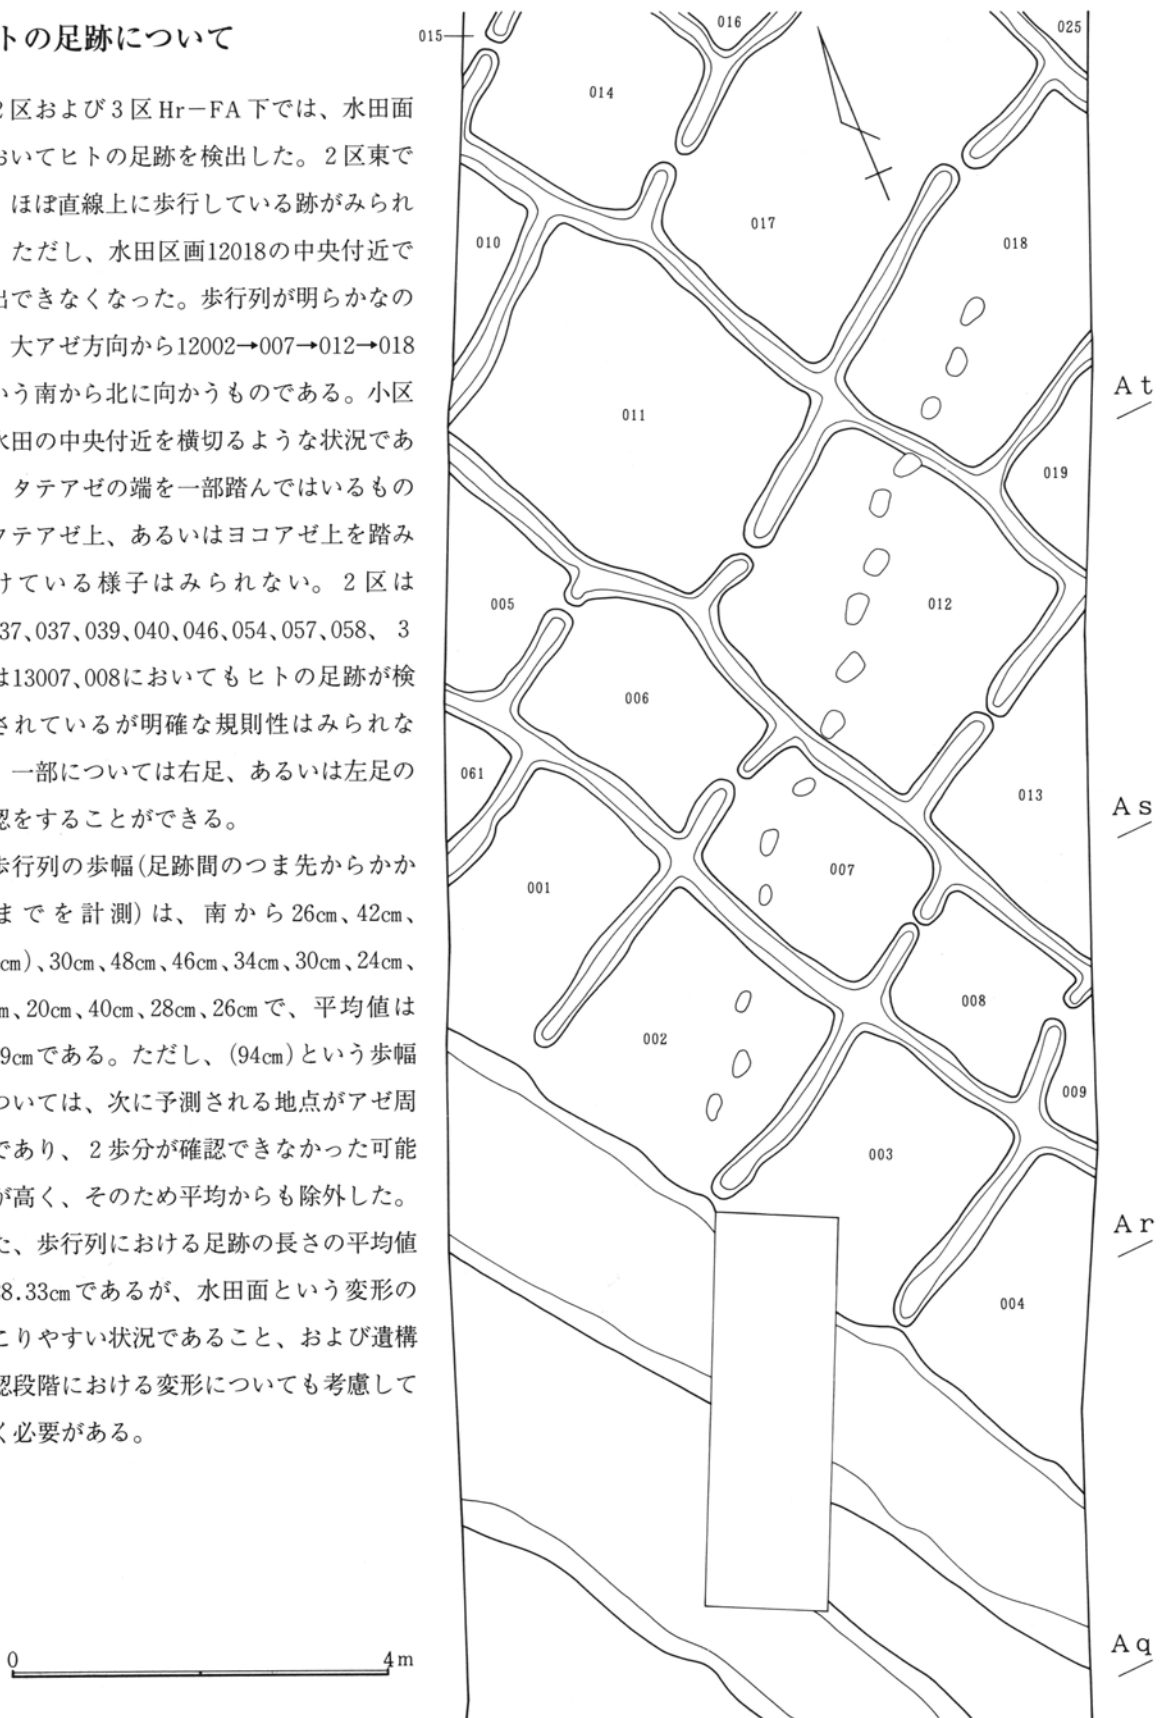 トの足跡について
２区および３区Hr－FA下では、水田面
おいてヒトの足跡を検出した。２区東で
、ほぼ直線上に歩行している跡がみられ
ただし、水田区画12018の中央付近で
出できなくなった。歩行列が明らかなの
、大アゼ方向から12002→007→012→018
いう南から北に向かうものである。小区
水田の中央付近を横切るような状況であ
、タテアゼの端を一部踏んではいるもの
タテアゼ上、あるいはヨコアゼ上を踏み
けている様子はみられない。２区は
37、037、039、040、046、054、057、058、３
は13007、008においてもヒトの足跡が検
されているが明確な規則性はみられな
、一部については右足、あるいは左足の
認をすることができる。
歩行列の歩幅(足跡間のつま先からかか
までを計測)は、南から26cm、42cm、
cm)、30cm、48cm、46cm、34cm、30cm、24cm、
m、20cm、40cm、28cm、26cmで、平均値は
9cmである。ただし、(94cm)という歩幅
ついては、次に予測される地点がアゼ周
であり、２歩分が確認できなかった可能
が高く、そのため平均からも除外した。
た、歩行列における足跡の長さの平均値
8.33cmであるが、水田面という変形の
こりやすい状況であること、および遺構
認段階における変形についても考慮して
く必要がある。
0 4m
015
016
025
014
017
018
010
011
019
005
012
006
061
013
007
001
008
002
009
003
004
At
As
Ar
Aq